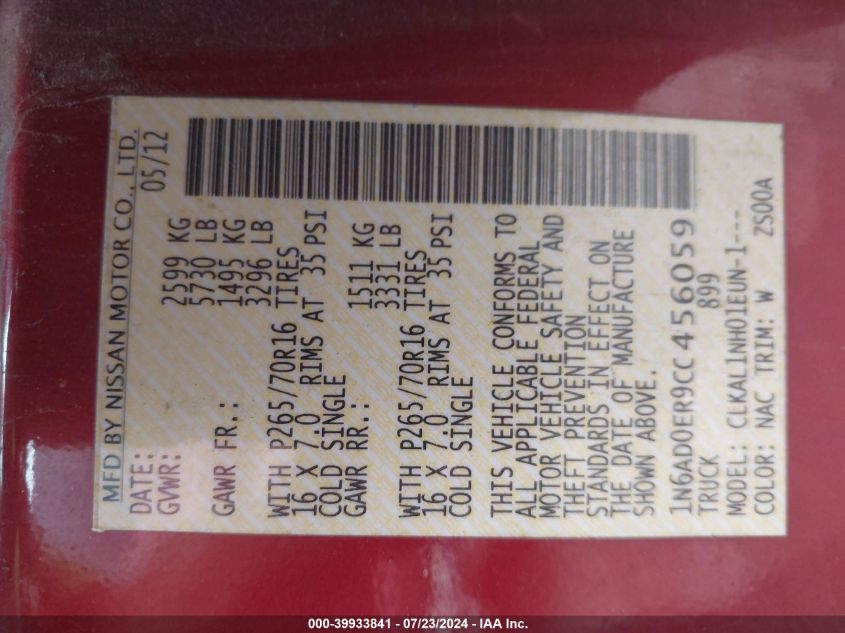 MFD BY NISSAN MOTOR CO., LTD.
DATE: 05/12
GVWR: 2599 KG
5730 LB
GAWR FR.: 1495 KG
3296 LB
WITH P265/70R16 TIRES
16 X 7.0 RIMS AT 35 PSI
COLD SINGLE
GAWR RR.: 1511 KG
3331 LB
WITH P265/70R16 TIRES
16 X 7.0 RIMS AT 35 PSI
COLD SINGLE
THIS VEHICLE CONFORMS TO
ALL APPLICABLE FEDERAL
MOTOR VEHICLE SAFETY AND
THEFT PREVENTION
STANDARDS IN EFFECT ON
THE DATE OF MANUFACTURE
SHOWN ABOVE.
1N6AD0ER9CC456059
TRUCK 899
MODEL: CLKAL1NH01EUN-1---
COLOR: NAC TRIM: W ZS00A
000-39933841 - 07/23/2024 - IAA Inc.